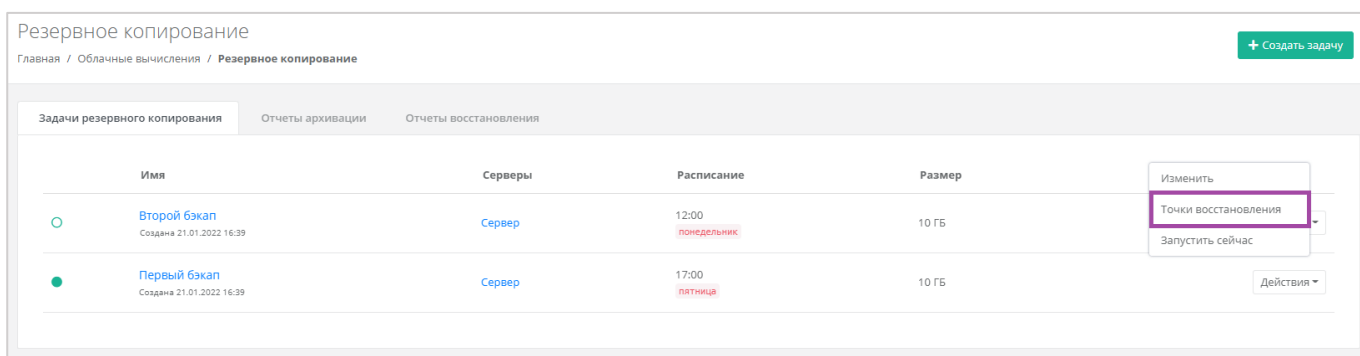 Резервное копирование
Главная / Облачные вычисления / Резервное копирование
+ Создать задачу
Задачи резервного копирования Отчеты архивации Отчеты восстановления
Имя Серверы Расписание Размер
Изменить
Точки восстановления
Запустить сейчас
Второй бэкап
Создана 21.01.2022 16:39
Сервер
12:00
понедельник
10 ГБ
Первый бэкап
Создана 21.01.2022 16:39
Сервер
17:00
пятница
10 ГБ
Действия